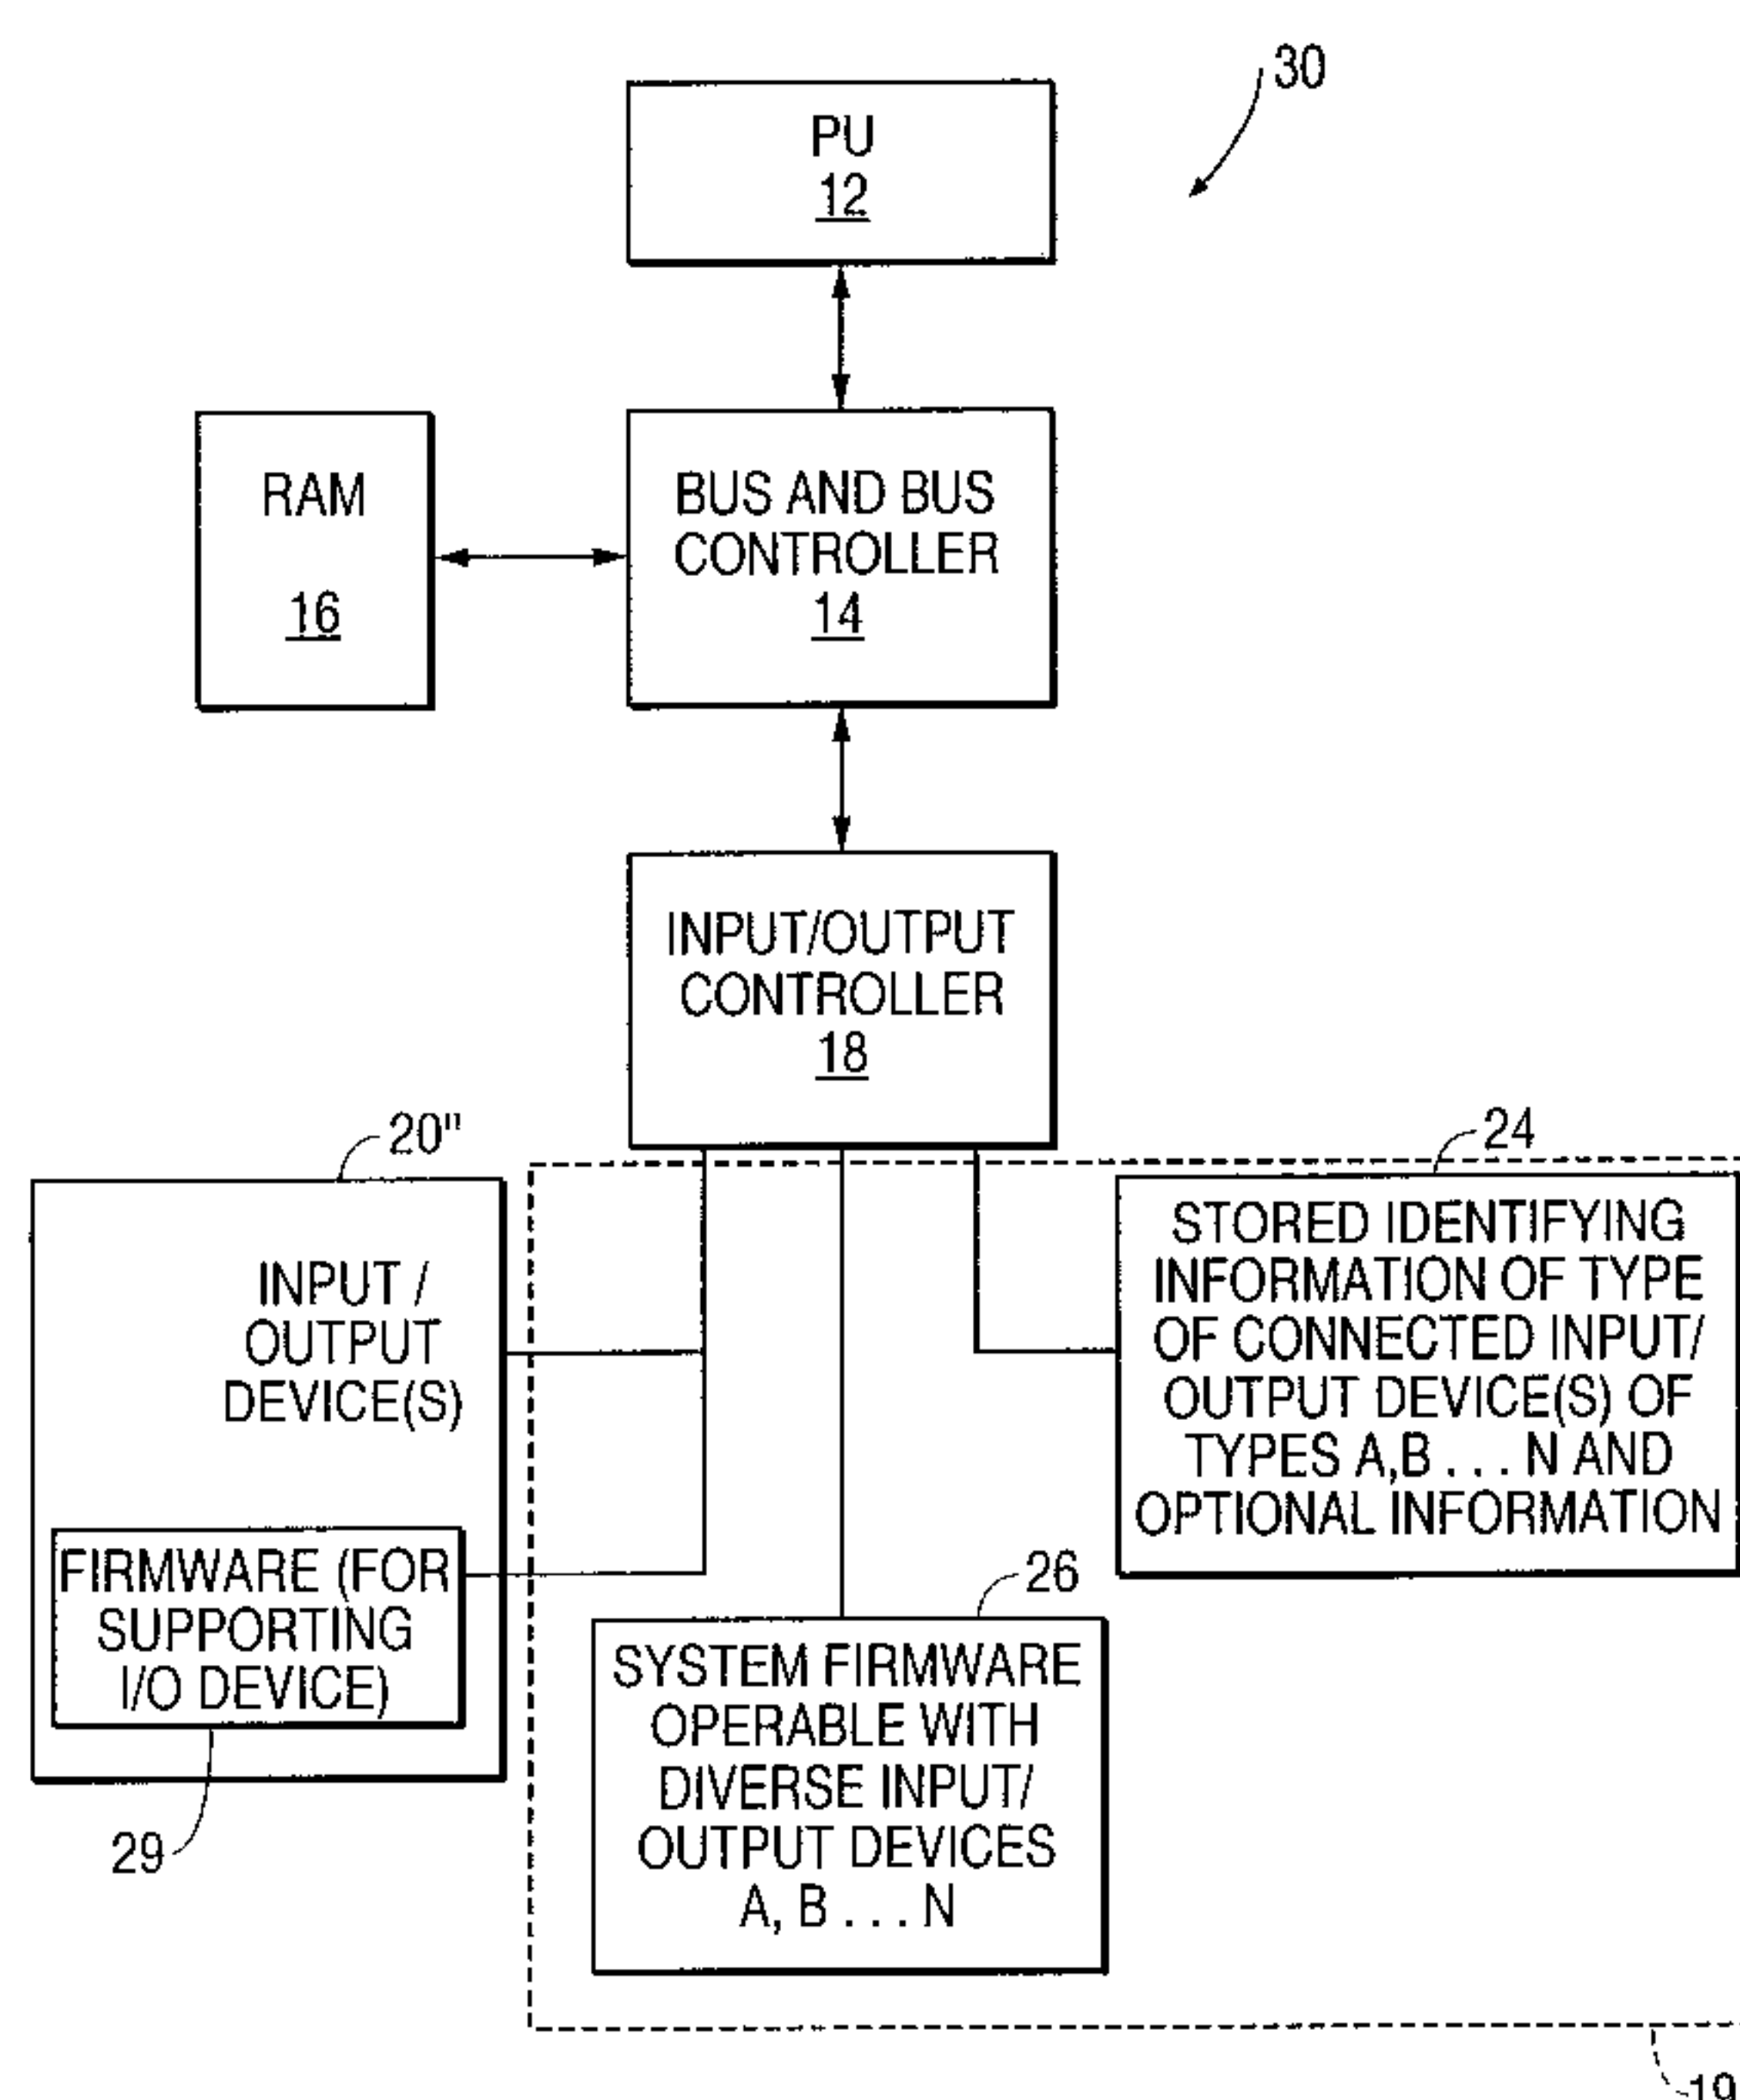 30
PU
12
RAM
16
BUS AND BUS
CONTROLLER
14
INPUT/OUTPUT
CONTROLLER
18
20"
INPUT /
OUTPUT
DEVICE(S)
FIRMWARE (FOR
SUPPORTING
I/O DEVICE)
29
24
STORED IDENTIFYING
INFORMATION OF TYPE
OF CONNECTED INPUT/
OUTPUT DEVICE(S) OF
TYPES A,B . . . N AND
OPTIONAL INFORMATION
26
SYSTEM FIRMWARE
OPERABLE WITH
DIVERSE INPUT/
OUTPUT DEVICES
A, B . . . N
19